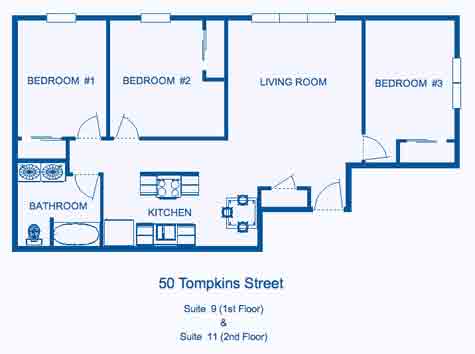 BEDROOM #1
BEDROOM #2
LIVING ROOM
BEDROOM #3
BATHROOM
KITCHEN
50 Tompkins Street
Suite 9 (1st Floor)
&
Suite 11 (2nd Floor)